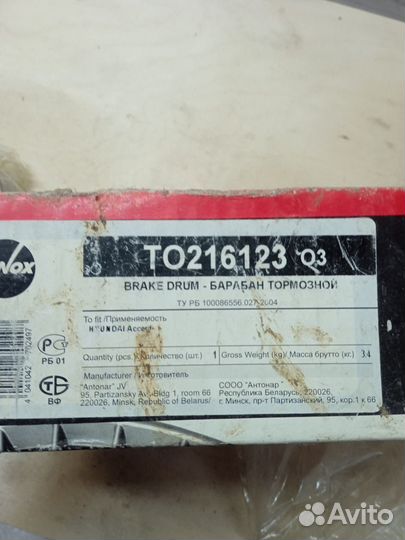 TO216123 Q3
BRAKE DRUM - БАРАБАН ТОРМОЗНОЙ
ТУ РБ 100086556.027-2004
To fit /Применяемость
HYUNDAI Accent
Quantity (pcs.) Количество (шт.) 1
Gross Weight (kg)/ Масса брутто (кг.) 3.4
Manufacturer / Изготовитель
"Antonar" JV
95, Partizansky Av., Bldg 1, room 66
220026, Minsk, Republic of Belarus/
СООО "Антонар"
Республика Беларусь, 220026,
г. Минск, пр-т Партизанский, 95, кор.1 к 66
РБ 01
ВФ
Avito